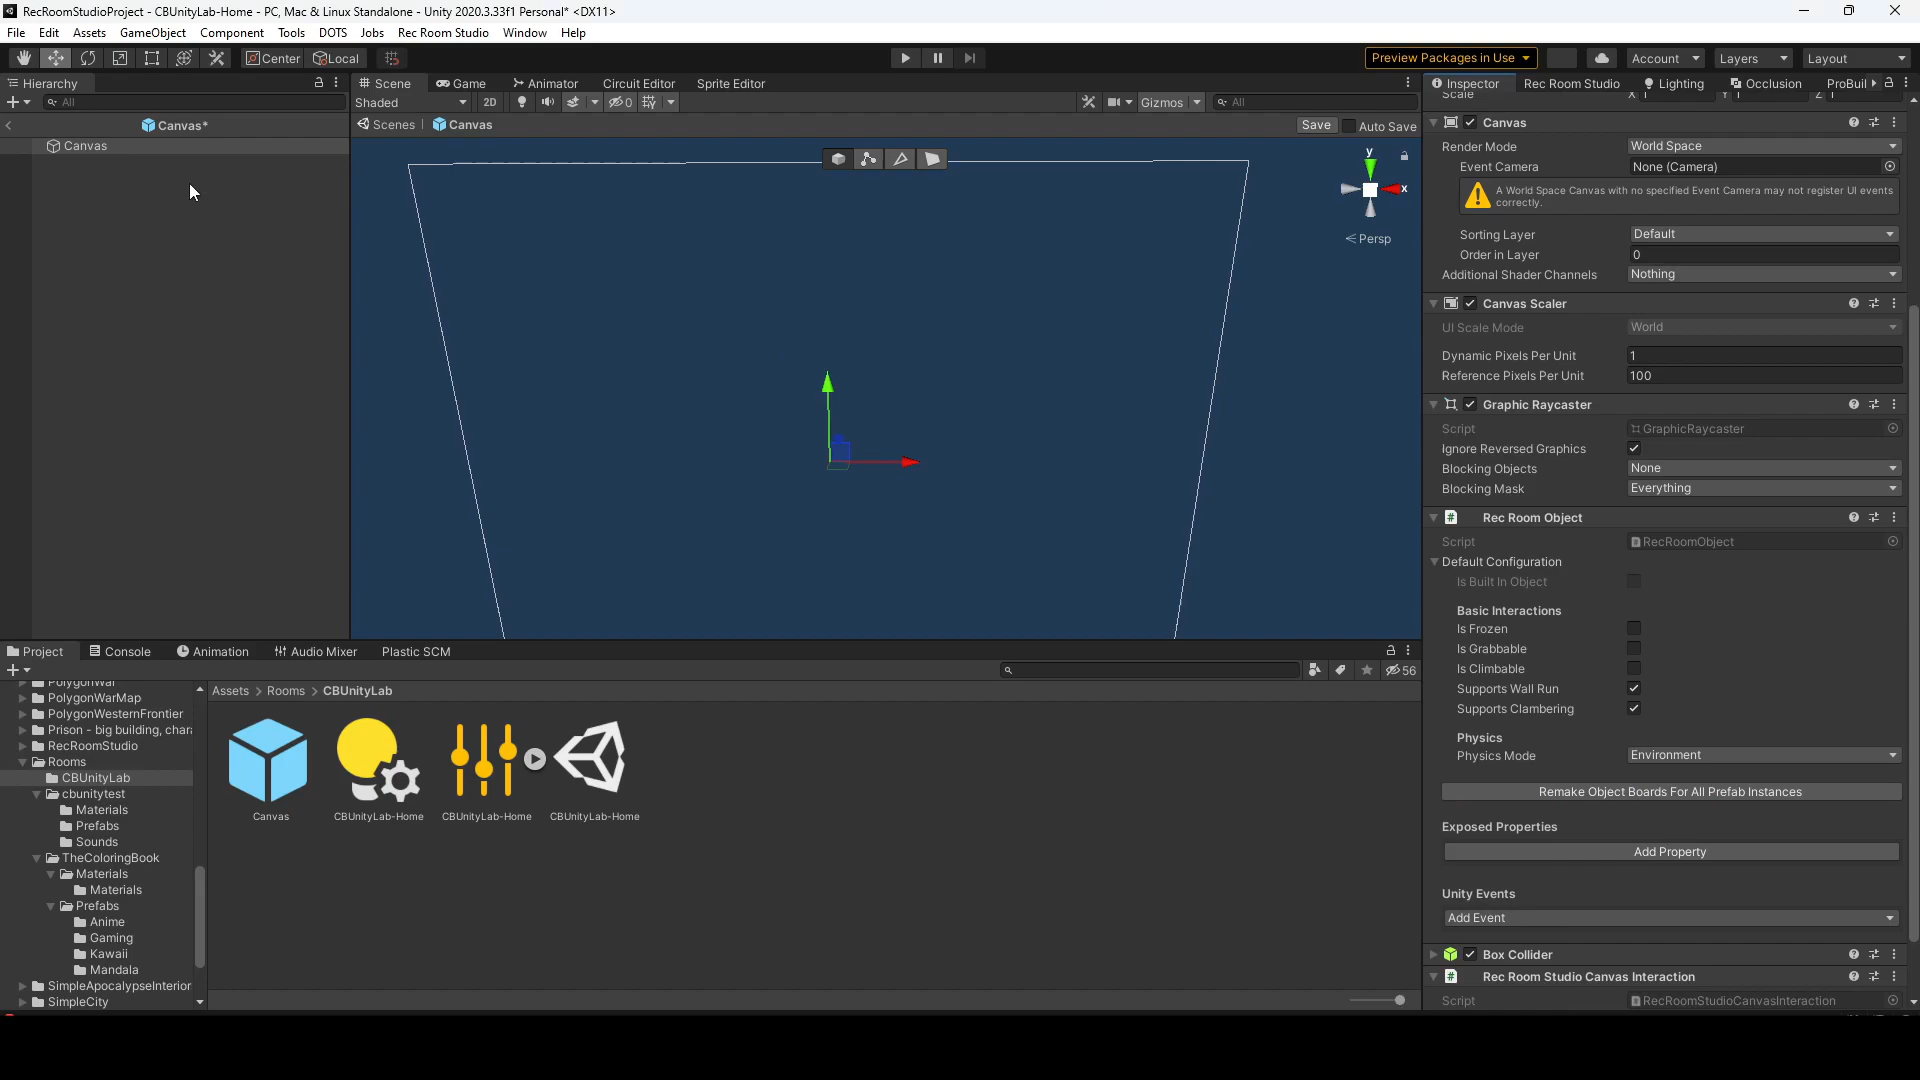 RecRoomStudioProject - CBUnityLab-Home - PC, Mac & Linux Standalone - Unity 2020.3.33f1 Personal* <DX11>
File Edit Assets GameObject Component Tools DOTS Jobs Rec Room Studio Window Help
Center Local Preview Packages in Use Account Layers Layout
Hierarchy
All
Canvas*
Canvas
Scene Game Animator Circuit Editor Sprite Editor
Shaded 2D 0 Gizmos All
Scenes Canvas Save Auto Save
y
x
Persp
Inspector Rec Room Studio Lighting Occlusion ProBuil
Scale X 1 Y 1 Z 1
Canvas
Render Mode World Space
Event Camera None (Camera)
A World Space Canvas with no specified Event Camera may not register UI events correctly.
Sorting Layer Default
Order in Layer 0
Additional Shader Channels Nothing
Canvas Scaler
UI Scale Mode World
Dynamic Pixels Per Unit 1
Reference Pixels Per Unit 100
Graphic Raycaster
Script GraphicRaycaster
Ignore Reversed Graphics
Blocking Objects None
Blocking Mask Everything
Rec Room Object
Script RecRoomObject
Default Configuration
Is Built In Object
Basic Interactions
Is Frozen
Is Grabbable
Is Climbable
Supports Wall Run
Supports Clambering
Physics
Physics Mode Environment
Remake Object Boards For All Prefab Instances
Exposed Properties
Add Property
Unity Events
Add Event
Box Collider
Rec Room Studio Canvas Interaction
Script RecRoomStudioCanvasInteraction
Project Console Animation Audio Mixer Plastic SCM
56
PolygonWar
PolygonWarMap
PolygonWesternFrontier
Prison - big building, char
RecRoomStudio
Rooms
CBUnityLab
cbunitytest
Materials
Prefabs
Sounds
TheColoringBook
Materials
Materials
Prefabs
Anime
Gaming
Kawaii
Mandala
SimpleApocalypseInterior
SimpleCity
Assets > Rooms > CBUnityLab
Canvas CBUnityLab-Home CBUnityLab-Home CBUnityLab-Home